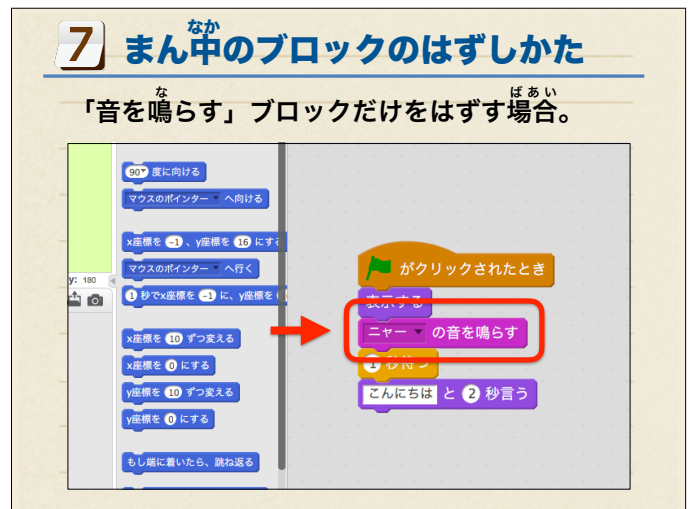 7 まん中のブロックのはずしかた
なか
「音を鳴らす」ブロックだけをはずす場合。
な
ばあい
90 度に向ける
マウスのポインター へ向ける
x座標を -1 、y座標を 16 にす
マウスのポインター へ行く
1 秒でx座標を -1 に、y座標を
x座標を 10 ずつ変える
x座標を 0 にする
y座標を 10 ずつ変える
y座標を 0 にする
もし端に着いたら、跳ね返る
y: 180
がクリックされたとき
表示する
ニャー の音を鳴らす
1 秒待つ
こんにちは と 2 秒言う